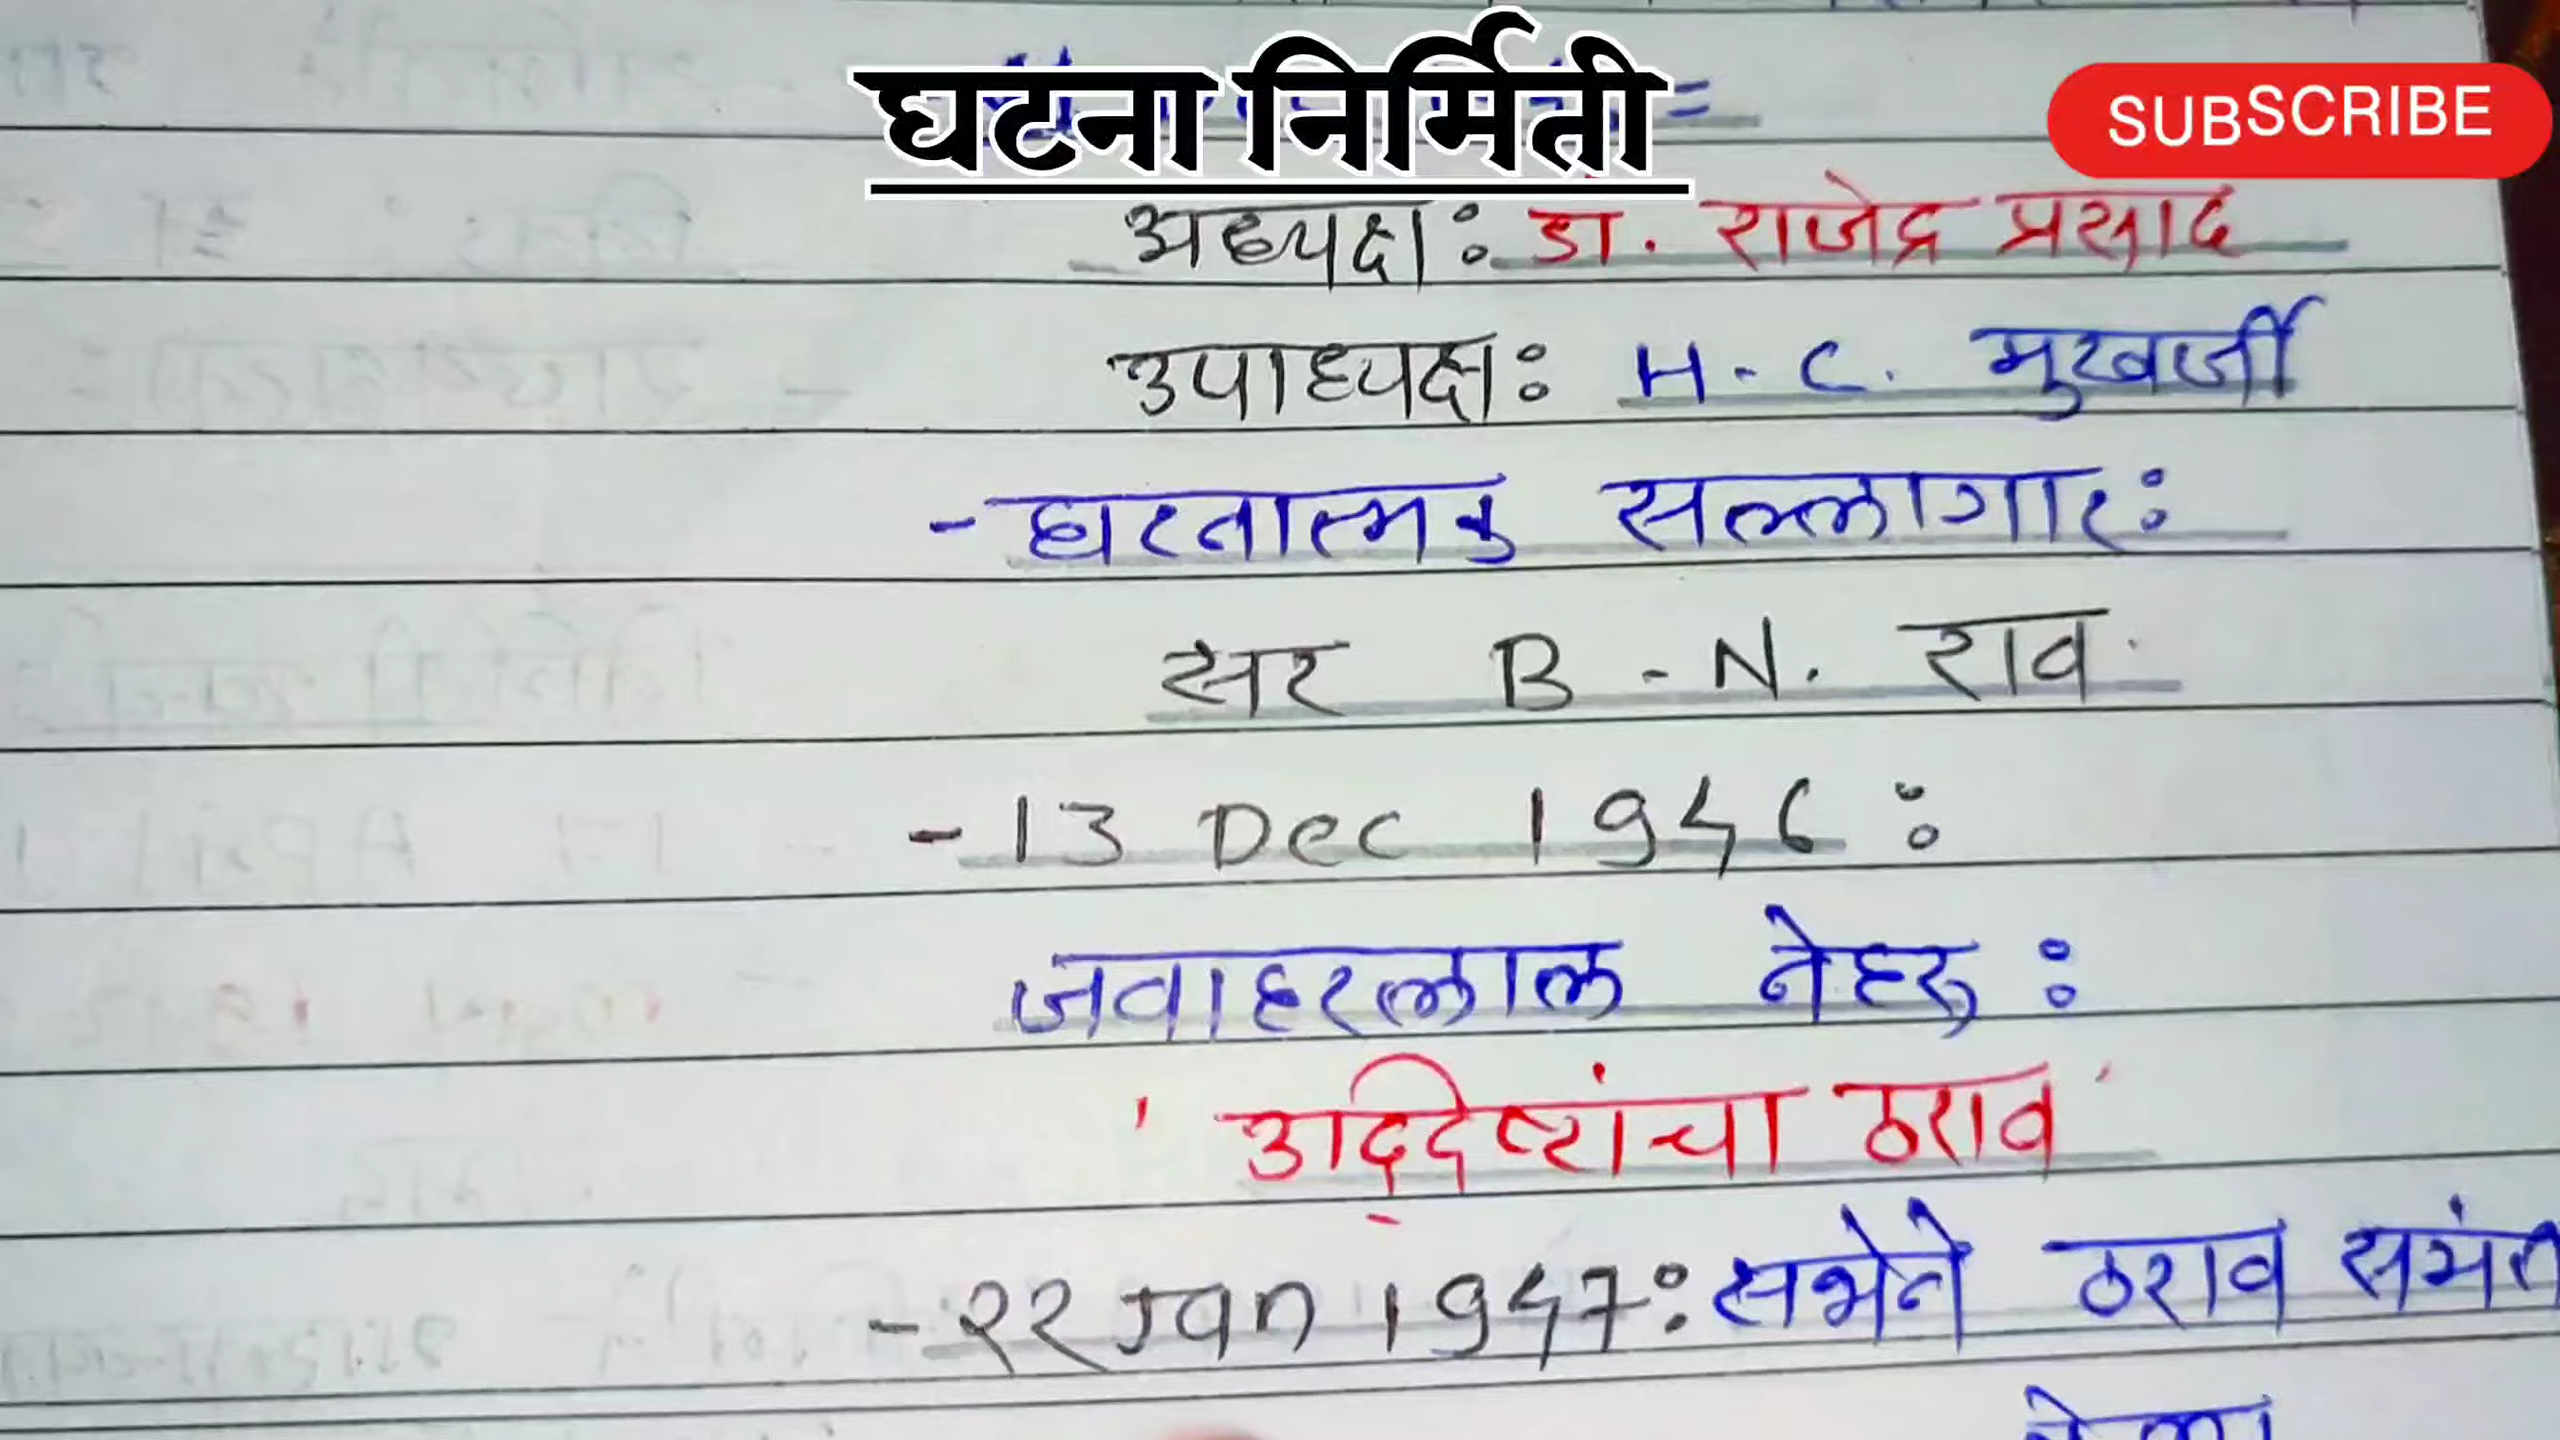 घटना निर्मिती
SUBSCRIBE
अध्यक्ष: डॉ. राजेंद्र प्रसाद
उपाध्यक्ष: H. C. मुखर्जी
- घटनात्मक सल्लागार:
सर B. N. राव
- 13 Dec 1946:
जवाहरलाल नेहरू:
' उद्दिष्टांचा ठराव '
- 22 Jan 1947: सभेने ठराव संमत
केला